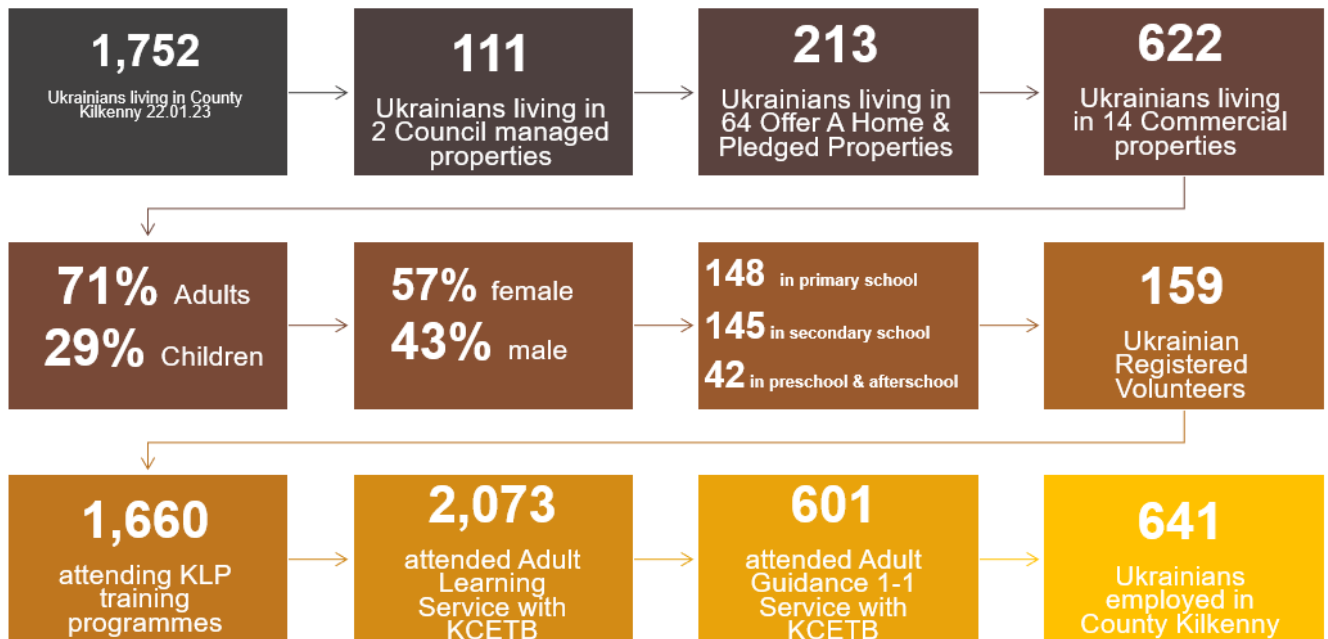 1,752
Ukrainians living in County
Kilkenny 22.01.23
111
Ukrainians living in
2 Council managed
properties
213
Ukrainians living in
64 Offer A Home &
Pledged Properties
622
Ukrainians living
in 14 Commercial
properties
71% Adults
29% Children
57% female
43% male
148 in primary school
145 in secondary school
42 in preschool & afterschool
159
Ukrainian
Registered
Volunteers
1,660
attending KLP
training
programmes
2,073
attended Adult
Learning
Service with
KCETB
601
attended Adult
Guidance 1-1
Service with
KCETB
641
Ukrainians
employed in
County Kilkenny